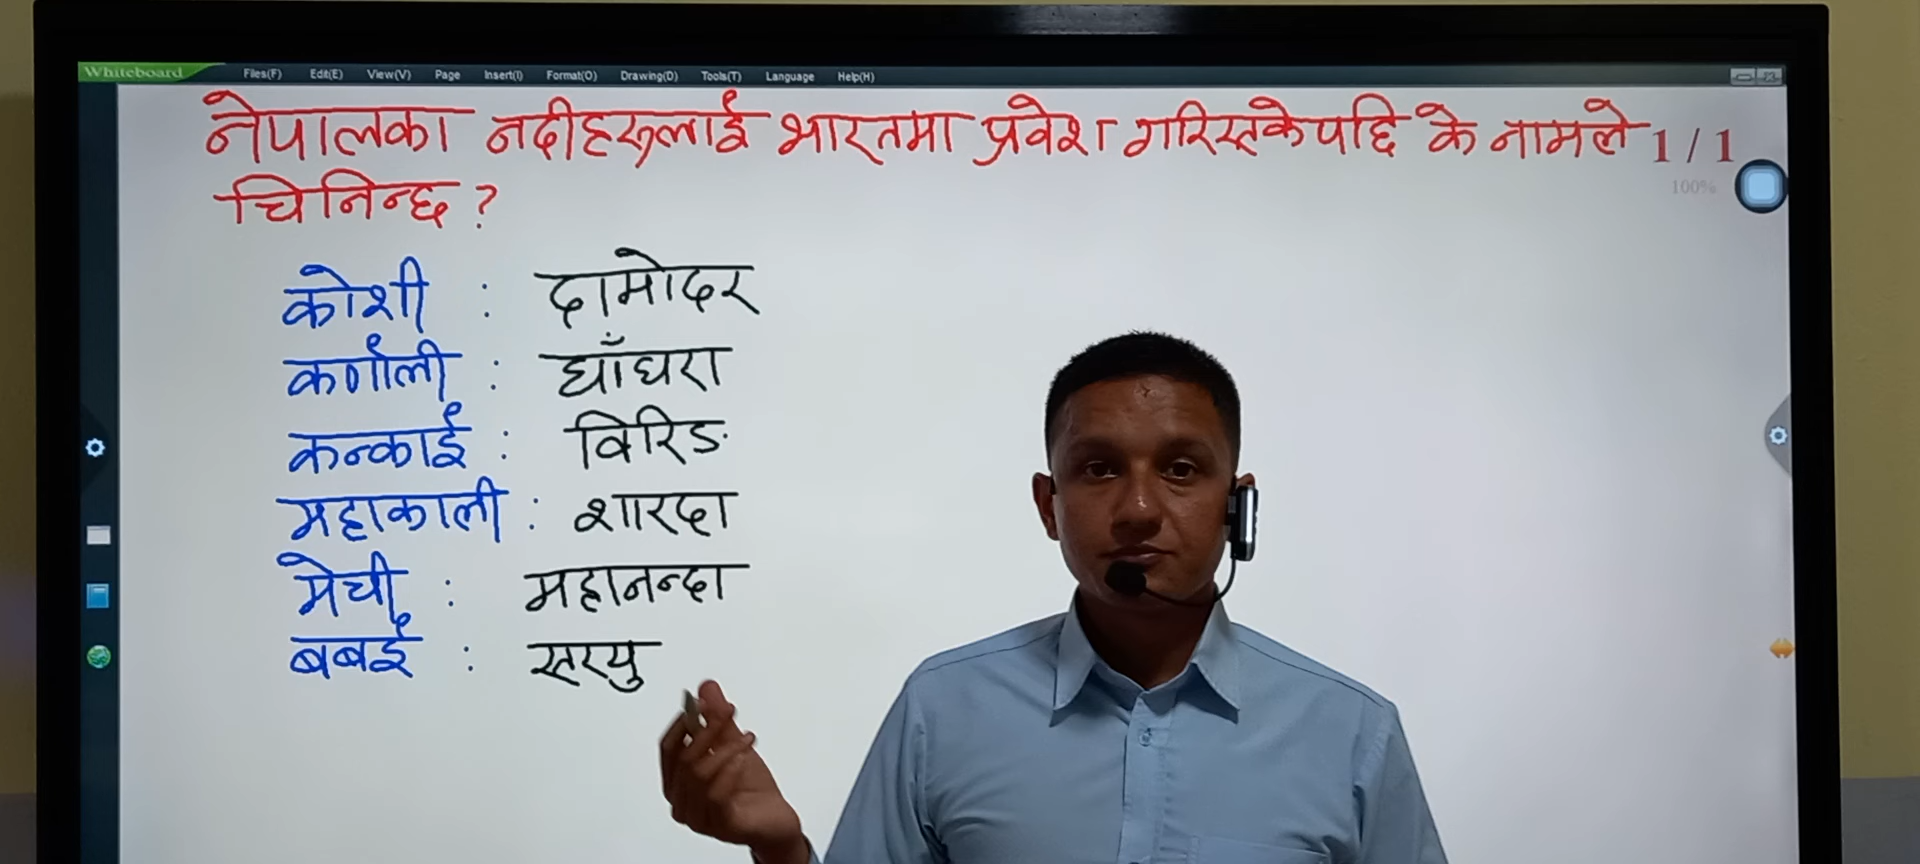 Whiteboard Files(F) Edit(E) View(V) Page Insert(I) Format(O) Drawing(D) Tools(T) Language Help(H)
नेपालका नदीहरुलाई भारतमा प्रवेश गरिसकेपछि के नामले 1 / 1
100%
चिनिन्छ ?
कोशी : दामोदर
कर्णाली : घाँघरा
कन्काई : विरिङ
महाकाली : शारदा
मेची : महानन्दा
बबई : सरयु